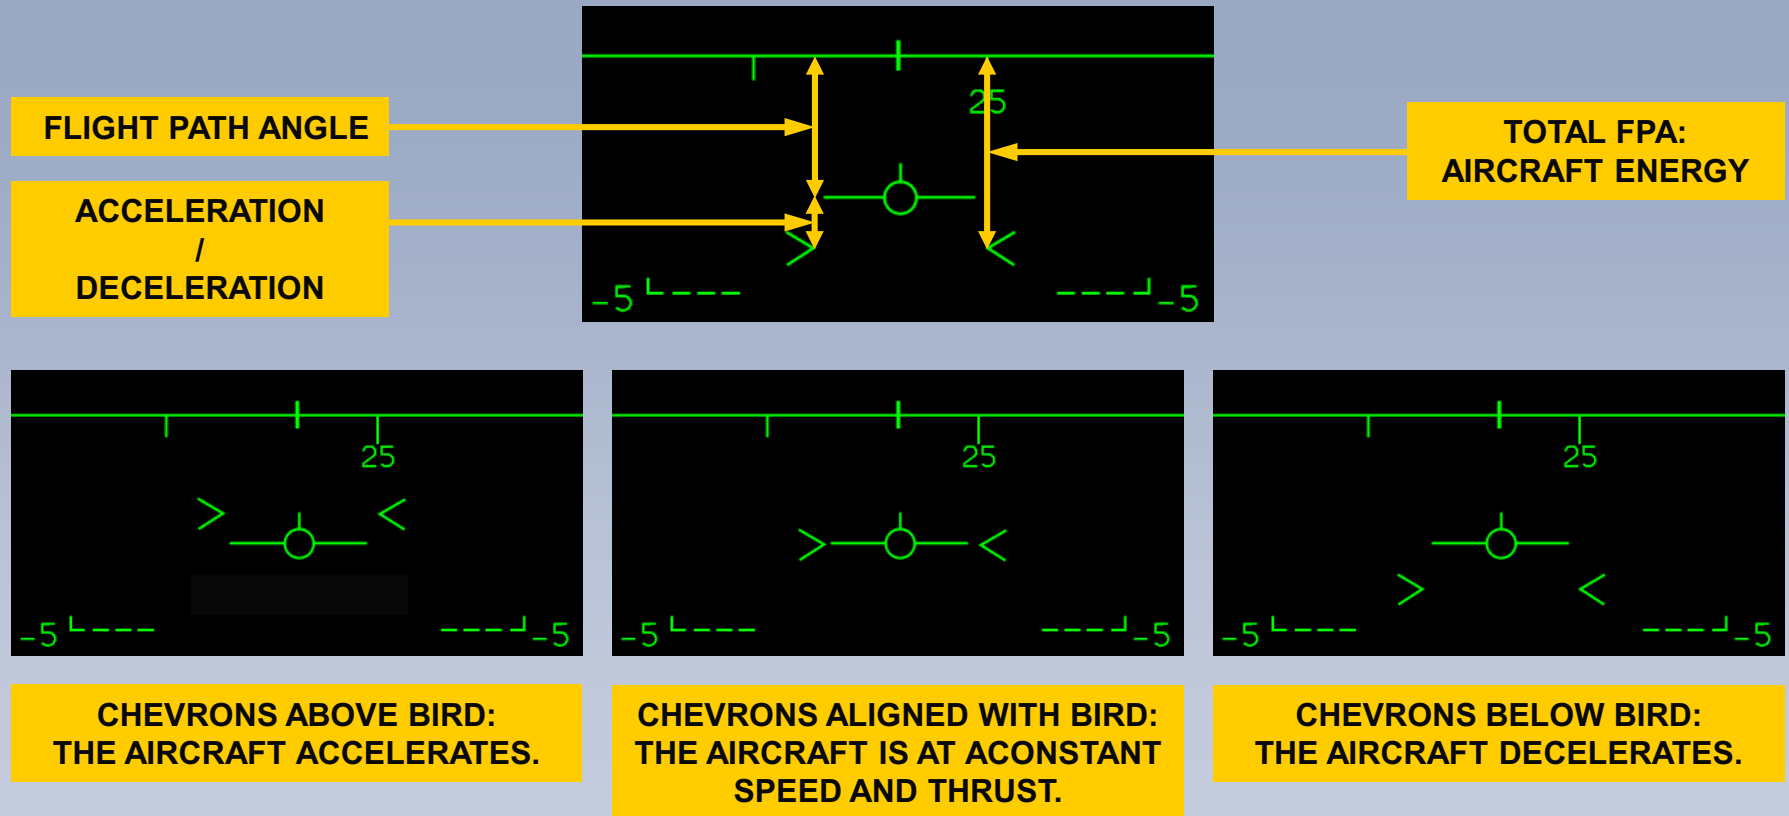 FLIGHT PATH ANGLE
ACCELERATION
/
DECELERATION
25
-5
-5
TOTAL FPA:
AIRCRAFT ENERGY
25
-5
-5
25
-5
-5
25
-5
-5
CHEVRONS ABOVE BIRD:
THE AIRCRAFT ACCELERATES.
CHEVRONS ALIGNED WITH BIRD:
THE AIRCRAFT IS AT ACONSTANT
SPEED AND THRUST.
CHEVRONS BELOW BIRD:
THE AIRCRAFT DECELERATES.